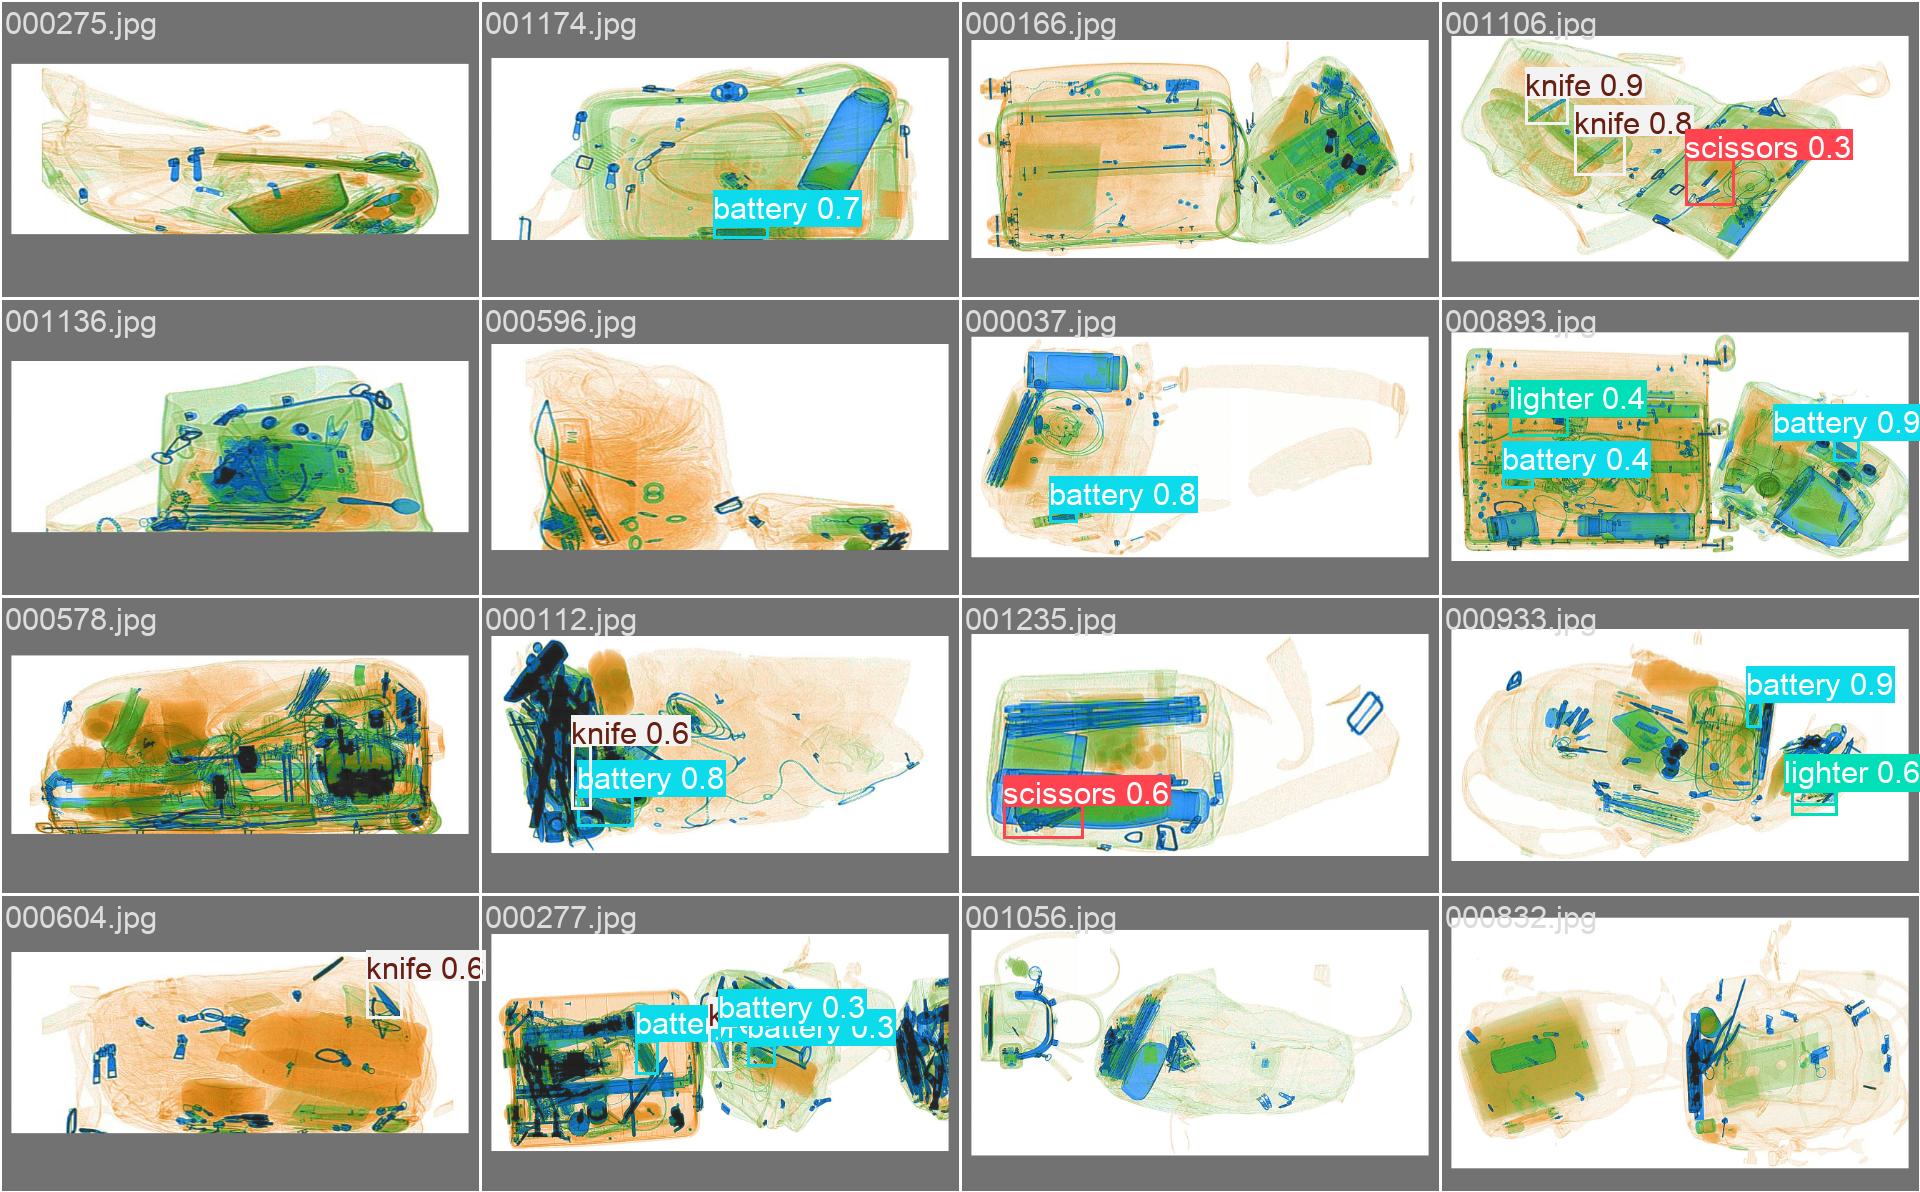 000275.jpg
001174.jpg
battery 0.7
000166.jpg
001106.jpg
knife 0.9
knife 0.8
scissors 0.3
001136.jpg
000596.jpg
000037.jpg
battery 0.8
000893.jpg
lighter 0.4
battery 0.9
battery 0.4
000578.jpg
000112.jpg
knife 0.6
battery 0.8
001235.jpg
scissors 0.6
000933.jpg
battery 0.9
lighter 0.6
000604.jpg
knife 0.6
000277.jpg
battery 0.3
batte
battery 0.3
001056.jpg
000832.jpg